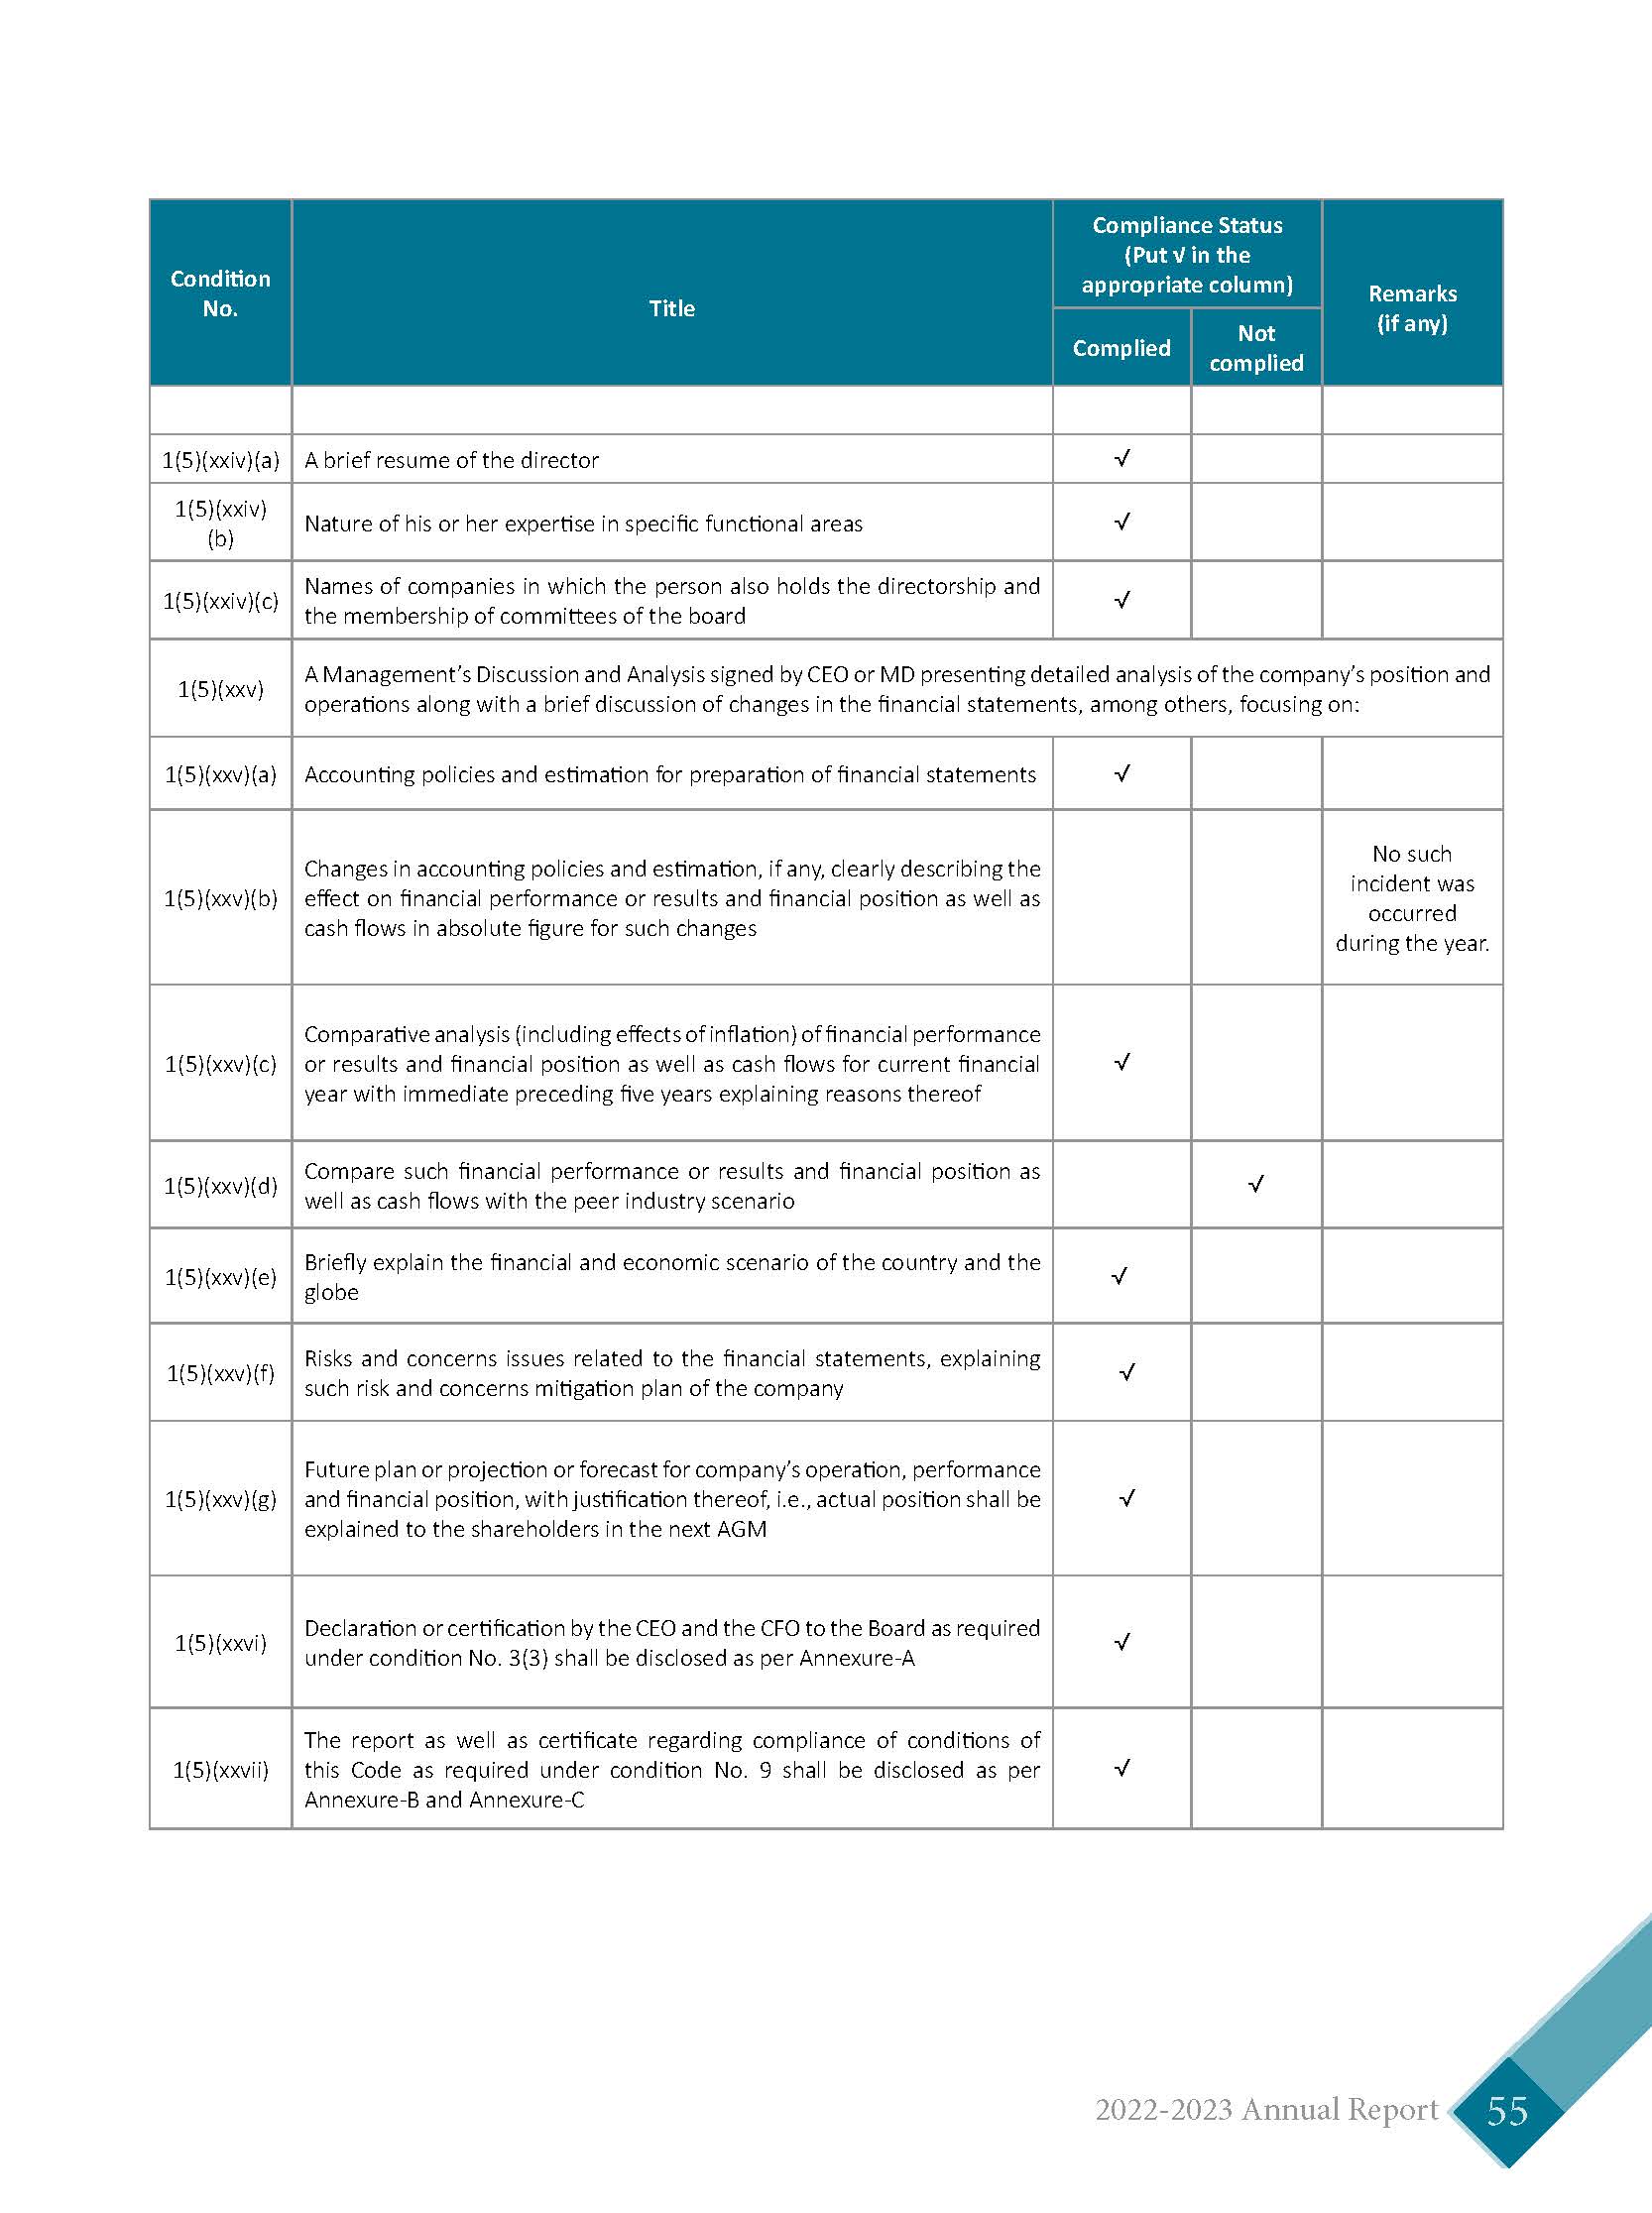 Condition
No.
Title
Compliance Status
(Put √ in the
appropriate column)
Remarks
(if any)
Complied
Not
complied
1(5)(xxiv)(a)
A brief resume of the director
√
1(5)(xxiv)
(b)
Nature of his or her expertise in specific functional areas
√
1(5)(xxiv)(c)
Names of companies in which the person also holds the directorship and
the membership of committees of the board
√
1(5)(xxv)
A Management’s Discussion and Analysis signed by CEO or MD presenting detailed analysis of the company’s position and
operations along with a brief discussion of changes in the financial statements, among others, focusing on:
1(5)(xxv)(a)
Accounting policies and estimation for preparation of financial statements
√
1(5)(xxv)(b)
Changes in accounting policies and estimation, if any, clearly describing the
effect on financial performance or results and financial position as well as
cash flows in absolute figure for such changes
No such
incident was
occurred
during the year.
1(5)(xxv)(c)
Comparative analysis (including effects of inflation) of financial performance
or results and financial position as well as cash flows for current financial
year with immediate preceding five years explaining reasons thereof
√
1(5)(xxv)(d)
Compare such financial performance or results and financial position as
well as cash flows with the peer industry scenario
√
1(5)(xxv)(e)
Briefly explain the financial and economic scenario of the country and the
globe
√
1(5)(xxv)(f)
Risks and concerns issues related to the financial statements, explaining
such risk and concerns mitigation plan of the company
√
1(5)(xxv)(g)
Future plan or projection or forecast for company’s operation, performance
and financial position, with justification thereof, i.e., actual position shall be
explained to the shareholders in the next AGM
√
1(5)(xxvi)
Declaration or certification by the CEO and the CFO to the Board as required
under condition No. 3(3) shall be disclosed as per Annexure-A
√
1(5)(xxvii)
The report as well as certificate regarding compliance of conditions of
this Code as required under condition No. 9 shall be disclosed as per
Annexure-B and Annexure-C
√
2022-2023 Annual Report
55